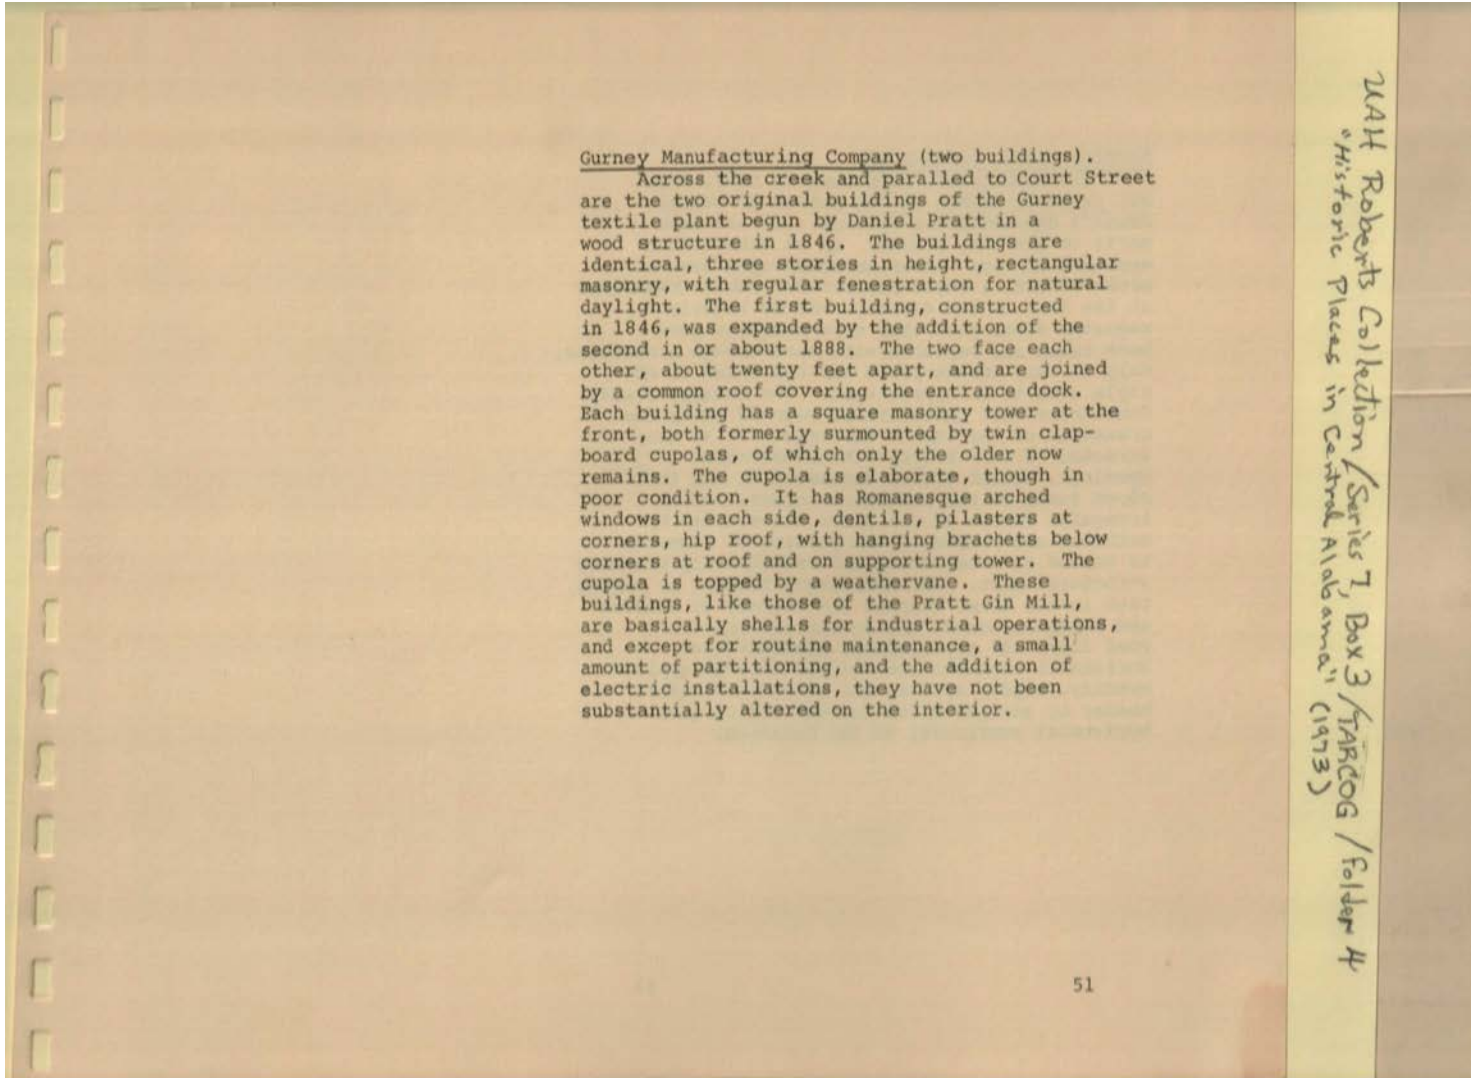 Gurney Manufacturing Company (two buildings).
Across the creek and paralled to Court Street
are the two original buildings of the Gurney
textile plant begun by Daniel Pratt in a
wood structure in 1846. The buildings are
identical, three stories in height, rectangular
masonry, with regular fenestration for natural
daylight. The first building, constructed
in 1846, was expanded by the addition of the
second in or about 1888. The two face each
other, about twenty feet apart, and are joined
by a common roof covering the entrance dock.
Each building has a square masonry tower at the
front, both formerly surmounted by twin clap-
board cupolas, of which only the older now
remains. The cupola is elaborate, though in
poor condition. It has Romanesque arched
windows in each side, dentils, pilasters at
corners, hip roof, with hanging brachets below
corners at roof and on supporting tower. The
cupola is topped by a weathervane. These
buildings, like those of the Pratt Gin Mill,
are basically shells for industrial operations,
and except for routine maintenance, a small
amount of partitioning, and the addition of
electric installations, they have not been
substantially altered on the interior.
51
UAH Roberts Collection/Series 7, Box 3/TARCOG/folder 4
"Historic Places in Central Alabama" (1973)